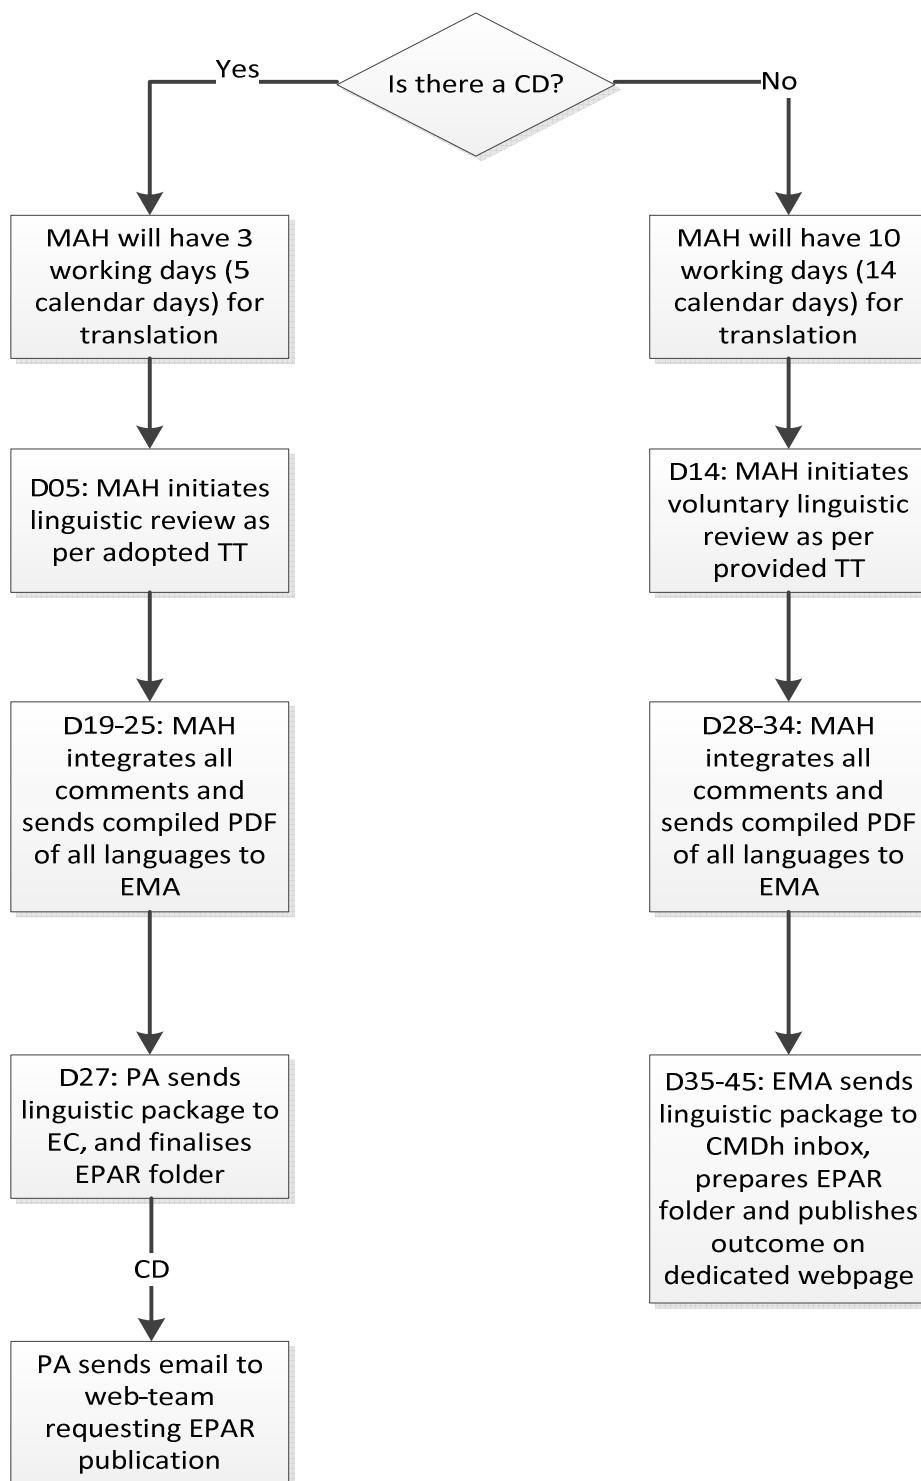 Is there a CD?
Yes
No
MAH will have 3
working days (5
calendar days) for
translation
MAH will have 10
working days (14
calendar days) for
translation
D05: MAH initiates
linguistic review as
per adopted TT
D14: MAH initiates
voluntary linguistic
review as per
provided TT
D19-25: MAH
integrates all
comments and
sends compiled PDF
of all languages to
EMA
D28-34: MAH
integrates all
comments and
sends compiled PDF
of all languages to
EMA
D27: PA sends
linguistic package to
EC, and finalises
EPAR folder
D35-45: EMA sends
linguistic package to
CMDh inbox,
prepares EPAR
folder and publishes
outcome on
dedicated webpage
CD
PA sends email to
web-team
requesting EPAR
publication